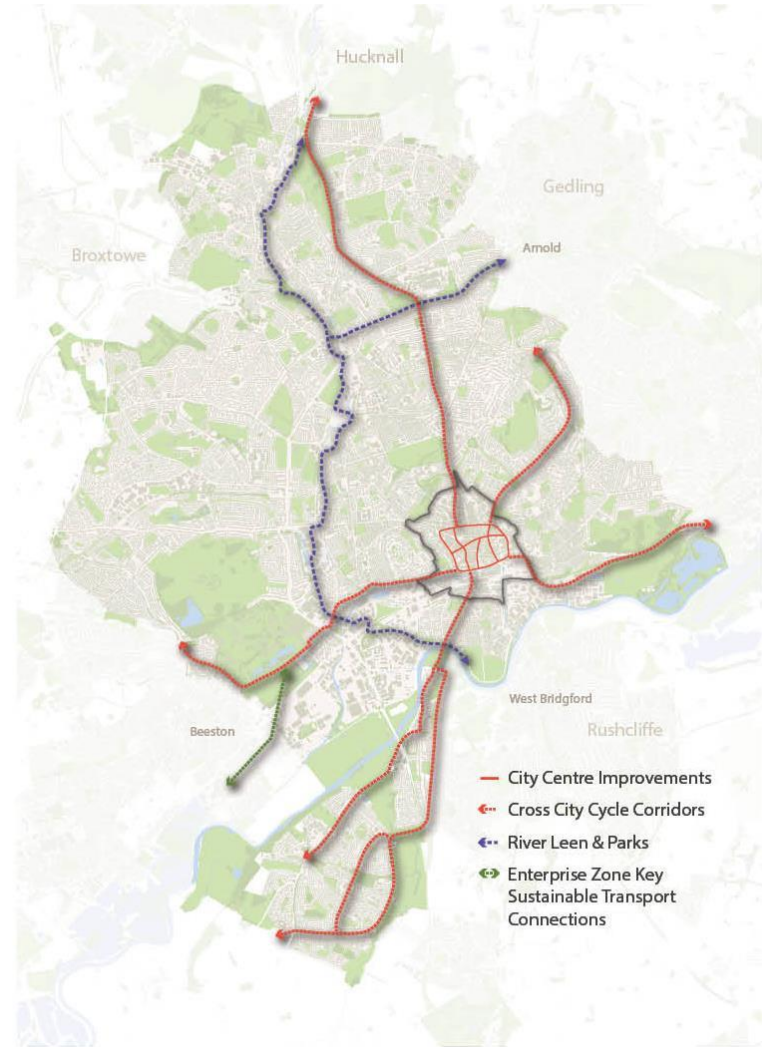 Hucknall
Gedling
Arnold
Broxtowe
West Bridgford
Beeston
Rushcliffe
City Centre Improvements
Cross City Cycle Corridors
River Leen & Parks
Enterprise Zone Key
Sustainable Transport
Connections